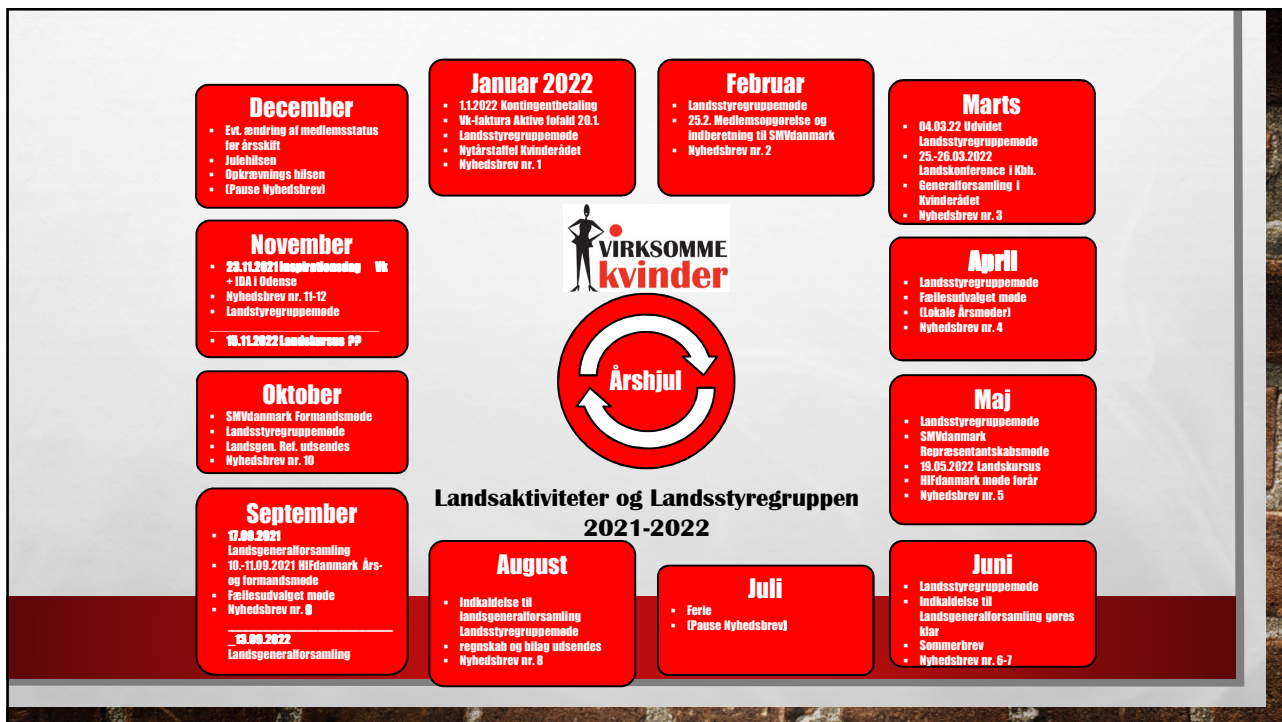 Januar 2022
▪ 1.1.2022 Kontingentbetaling
▪ Vk-faktura Aktive fofald 20.1.
▪ Landsstyregruppemøde
▪ Nytårstaffel Kvinderådet
▪ Nyhedsbrev nr. 1
Februar
▪ Landsstyregruppemøde
▪ 25.2. Medlemsopgørelse og
indberetning til SMVdanmark
▪ Nyhedsbrev nr. 2
Marts
▪ 04.03.22 Udvidet
Landsstyregruppemøde
▪ 25.-26.03.2022
Landskonference i Kbh.
▪ Generalforsamling i
Kvinderådet
▪ Nyhedsbrev nr. 3
April
▪ Landsstyregruppemøde
▪ Fællesudvalget møde
▪ (Lokale Årsmøder)
▪ Nyhedsbrev nr. 4
Maj
▪ Landsstyregruppemøde
▪ SMVdanmark
Repræsentantskabsmøde
▪ 19.05.2022 Landskursus
▪ HIFdanmark møde forår
▪ Nyhedsbrev nr. 5
Juni
▪ Landsstyregruppemøde
▪ Indkaldelse til
Landsgeneralforsamling gøres
klar
▪ Sommerbrev
▪ Nyhedsbrev nr. 6-7
Juli
▪ Ferie
▪ (Pause Nyhedsbrev)
August
▪ Indkaldelse til
landsgeneralforsamling
Landsstyregruppemøde
▪ regnskab og bilag udsendes
▪ Nyhedsbrev nr. 8
September
▪ 17.09.2021
Landsgeneralforsamling
▪ 10.-11.09.2021 HIFdanmark Års-
og formandsmøde
▪ Fællesudvalget møde
▪ Nyhedsbrev nr. 9
_13.09.2022
Landsgeneralforsamling
Oktober
▪ SMVdanmark Formandsmøde
▪ Landsstyregruppemøde
▪ Landsgen. Ref. udsendes
▪ Nyhedsbrev nr. 10
November
▪ 23.11.2021 Inspirationsdag Vk
+ IDA i Odense
▪ Nyhedsbrev nr. 11-12
▪ Landstyregruppemøde
▪ 15.11.2022 Landskursus ??
December
▪ Evt. ændring af medlemsstatus
før årsskift
▪ Julehilsen
▪ Opkrævnings hilsen
▪ (Pause Nyhedsbrev)
VIRKSOMME
kvinder
Årshjul
Landsaktiviteter og Landsstyregruppen
2021-2022